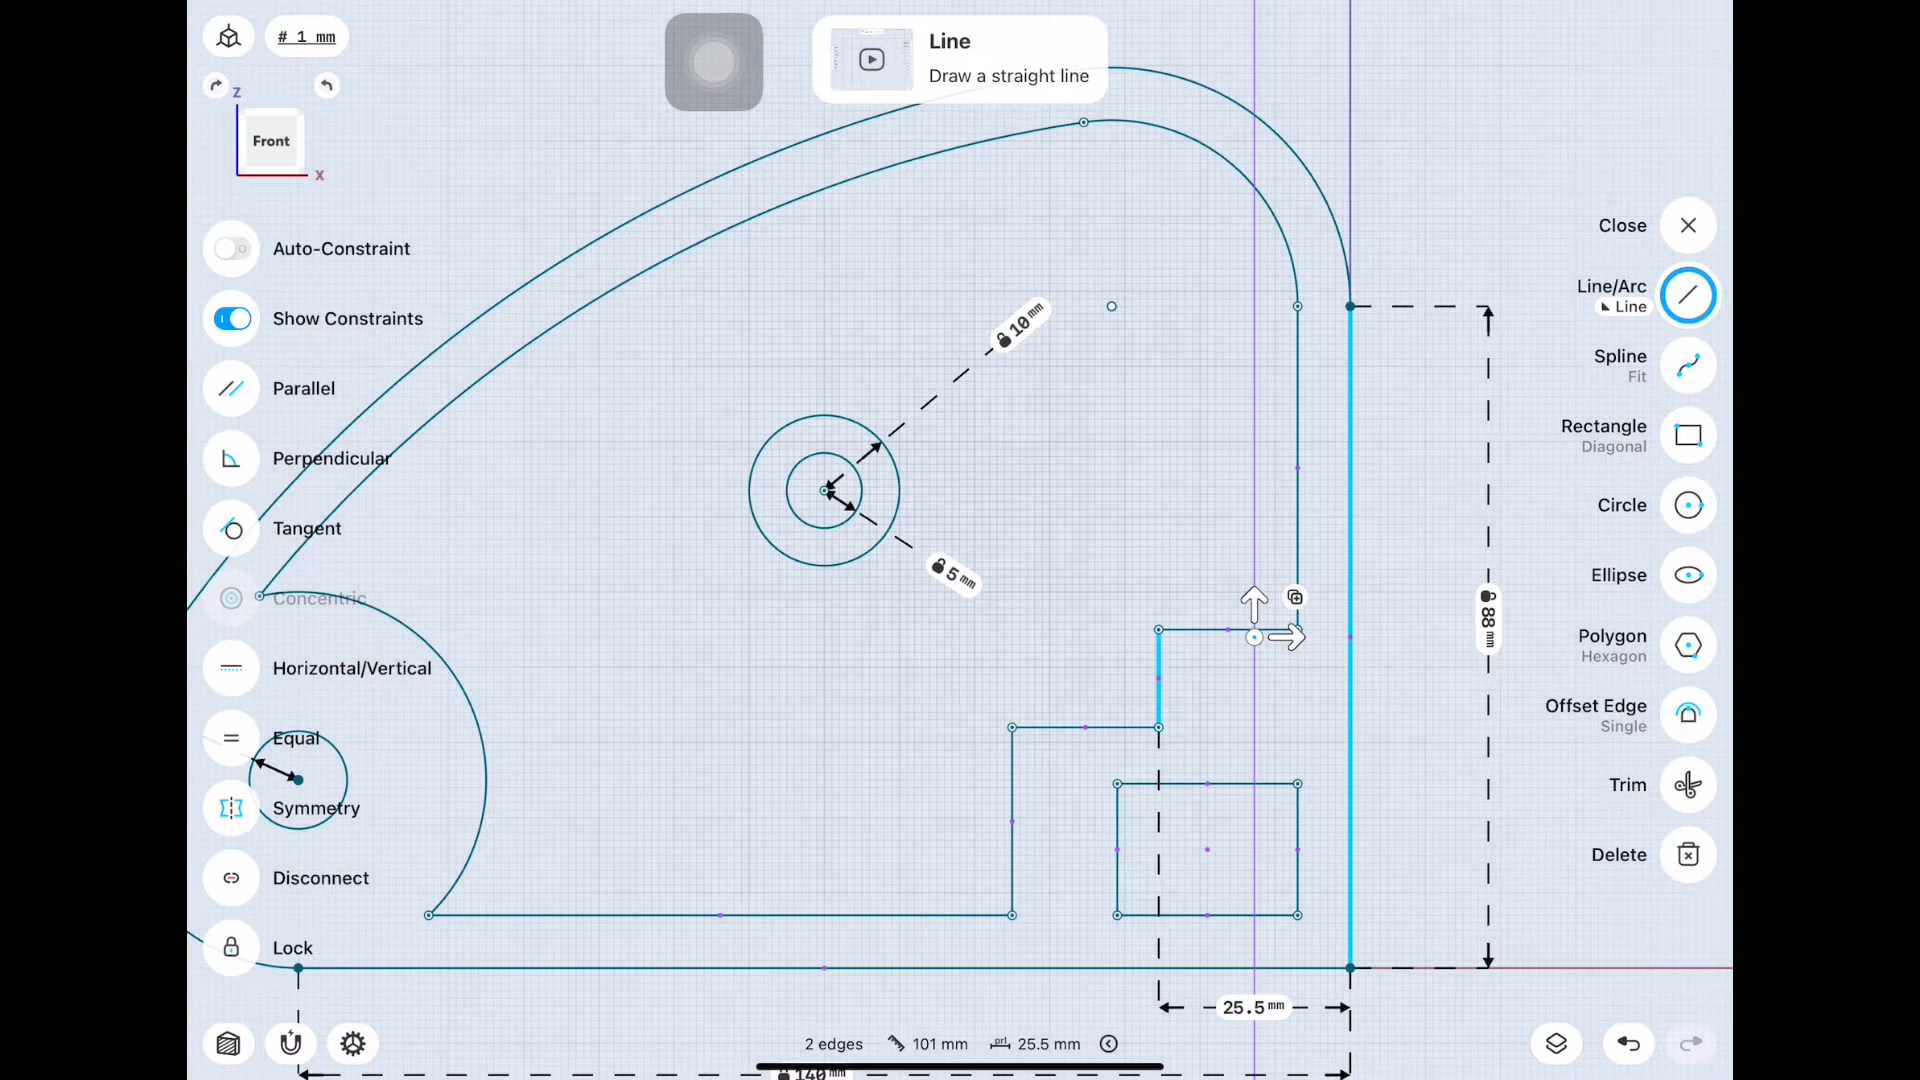 # 1 mm
Line
Draw a straight line
Z
Front
X
Auto-Constraint
Show Constraints
Parallel
Perpendicular
Tangent
Concentric
Horizontal/Vertical
Equal
Symmetry
Disconnect
Lock
10 mm
5 mm
88 mm
25.5 mm
140 mm
Close
Line/Arc
Line
Spline
Fit
Rectangle
Diagonal
Circle
Ellipse
Polygon
Hexagon
Offset Edge
Single
Trim
Delete
2 edges 101 mm prl 25.5 mm